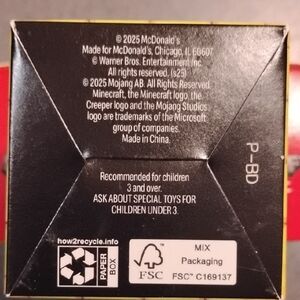 © 2025 McDonald's
Made for McDonald's, Chicago, IL 60607
© Warner Bros. Entertainment Inc.
All rights reserved. (s25)
© 2025 Mojang AB. All Rights Reserved.
Minecraft, the Minecraft logo, the
Creeper logo and the Mojang Studios
logo are trademarks of the Microsoft
group of companies.
Made in China.
P-BD
Recommended for children
3 and over.
ASK ABOUT SPECIAL TOYS FOR
CHILDREN UNDER 3.
how2recycle.info
PAPER
BOX
FSC
MIX
Packaging
FSC™ C169137